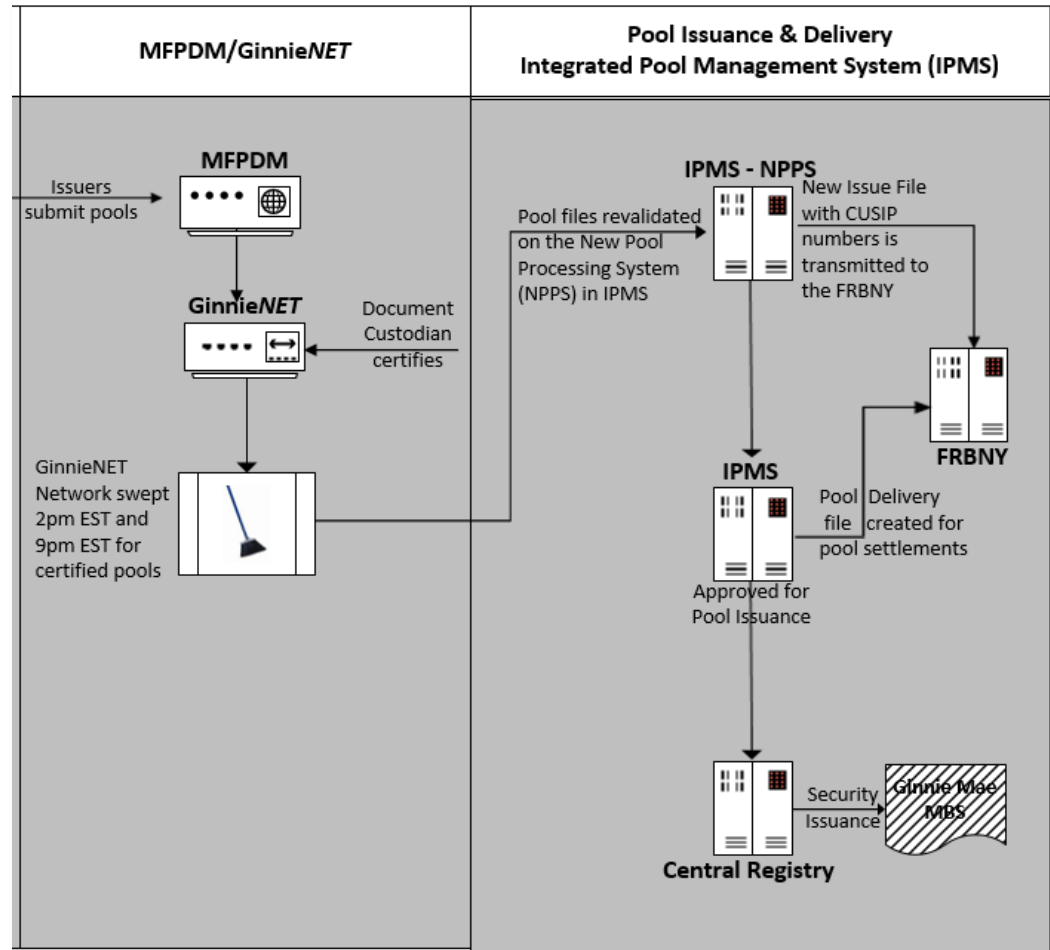 MFPDM/GinnieNET
Pool Issuance & Delivery
Integrated Pool Management System (IPMS)
MFPDM
Issuers
submit pools
GinnieNET
Document
Custodian
certifies
GinnieNET
Network swept
2pm EST and
9pm EST for
certified pools
IPMS - NPPS
Pool files revalidated
on the New Pool
Processing System
(NPPS) in IPMS
New Issue File
with CUSIP
numbers is
transmitted to
the FRBNY
FRBNY
IPMS
Pool Delivery
file created for
pool settlements
Approved for
Pool Issuance
Central Registry
Security
Issuance
Ginnie Mae
MBS